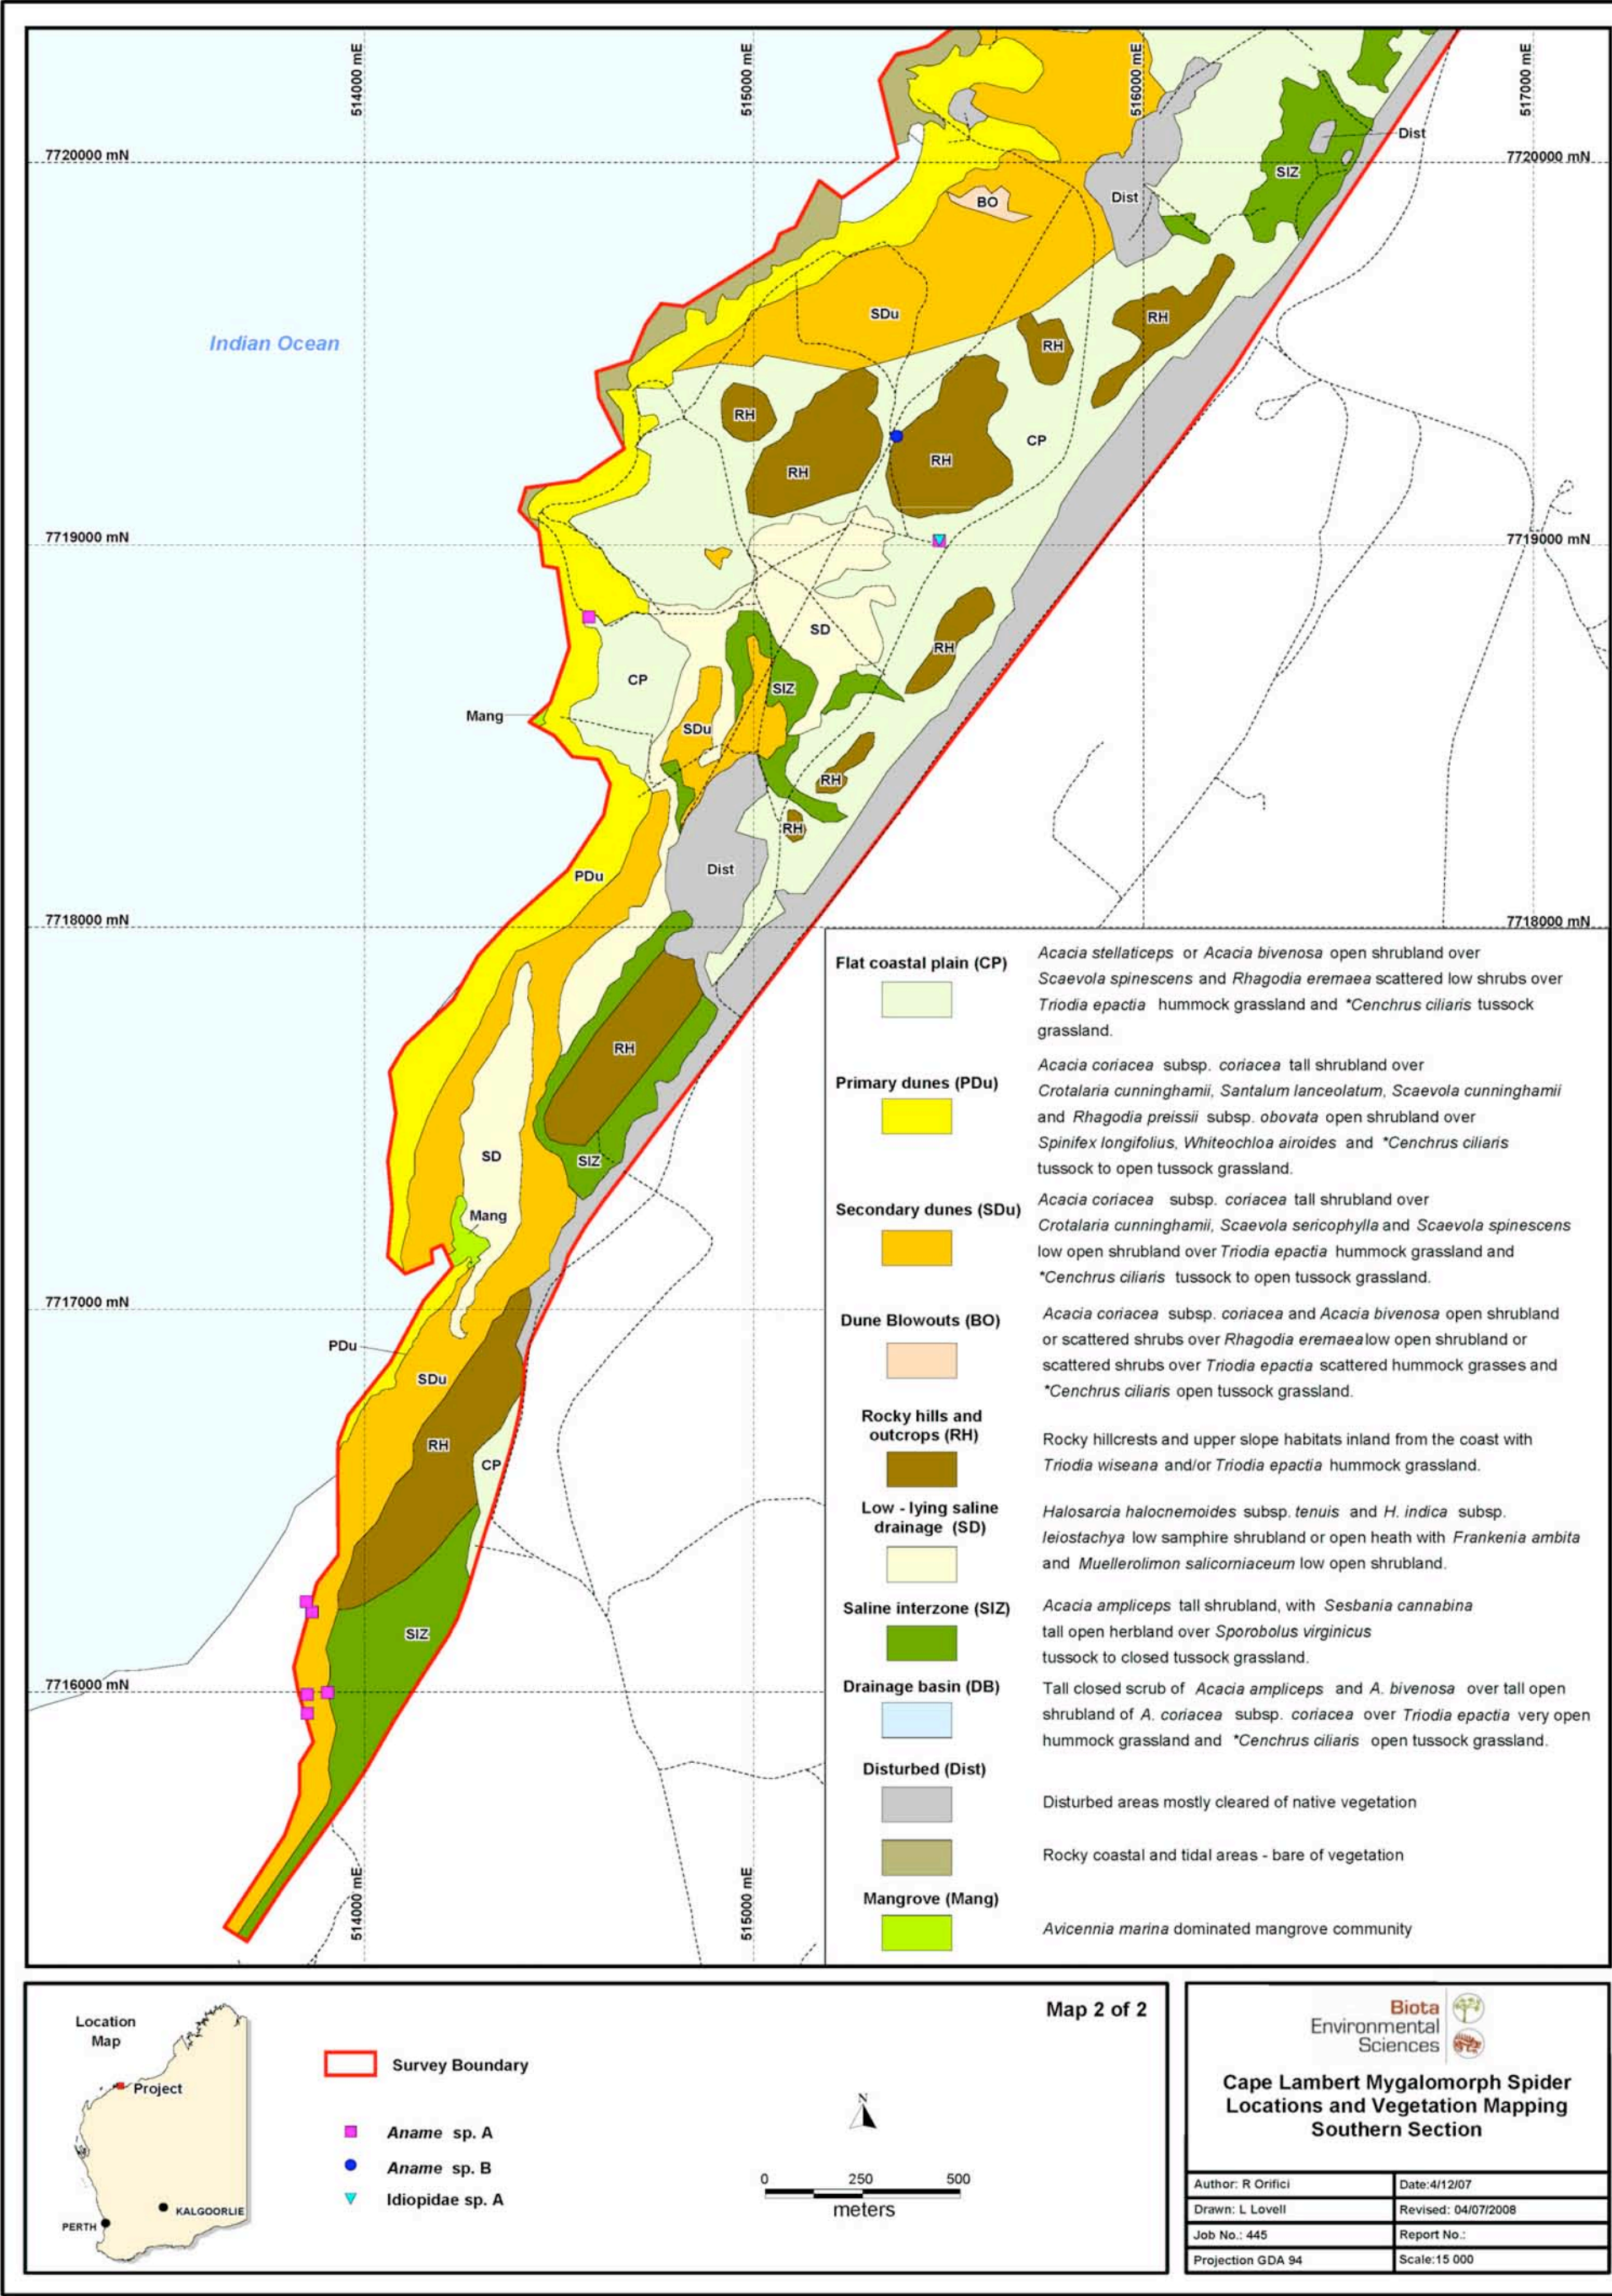 514000 mE
515000 mE
516000 mE
517000 mE
7720000 mN
7720000 mN
Dist
SIZ
BO
Dist
SDu
RH
RH
Indian Ocean
RH
CP
RH
RH
7719000 mN
7719000 mN
SD
RH
CP
SIZ
Mang
SDu
RH
RH
Dist
PDu
7718000 mN
7718000 mN
RH
SD
SIZ
Mang
7717000 mN
PDu
SDu
RH
CP
SIZ
7716000 mN
514000 mE
515000 mE
Flat coastal plain (CP)
Acacia stellaticeps or Acacia bivenosa open shrubland over
Scaevola spinescens and Rhagodia eremaea scattered low shrubs over
Triodia epactia hummock grassland and *Cenchrus ciliaris tussock
grassland.
Primary dunes (PDu)
Acacia coriacea subsp. coriacea tall shrubland over
Crotalaria cunninghamii, Santalum lanceolatum, Scaevola cunninghamii
and Rhagodia preissii subsp. obovata open shrubland over
Spinifex longifolius, Whiteochloa airoides and *Cenchrus ciliaris
tussock to open tussock grassland.
Secondary dunes (SDu)
Acacia coriacea subsp. coriacea tall shrubland over
Crotalaria cunninghamii, Scaevola sericophylla and Scaevola spinescens
low open shrubland over Triodia epactia hummock grassland and
*Cenchrus ciliaris tussock to open tussock grassland.
Dune Blowouts (BO)
Acacia coriacea subsp. coriacea and Acacia bivenosa open shrubland
or scattered shrubs over Rhagodia eremaea low open shrubland or
scattered shrubs over Triodia epactia scattered hummock grasses and
*Cenchrus ciliaris open tussock grassland.
Rocky hills and
outcrops (RH)
Rocky hillcrests and upper slope habitats inland from the coast with
Triodia wiseana and/or Triodia epactia hummock grassland.
Low - lying saline
drainage (SD)
Halosarcia halocnemoides subsp. tenuis and H. indica subsp.
leiostachya low samphire shrubland or open heath with Frankenia ambita
and Muellerolimon salicorniaceum low open shrubland.
Saline interzone (SIZ)
Acacia ampliceps tall shrubland, with Sesbania cannabina
tall open herbland over Sporobolus virginicus
tussock to closed tussock grassland.
Drainage basin (DB)
Tall closed scrub of Acacia ampliceps and A. bivenosa over tall open
shrubland of A. coriacea subsp. coriacea over Triodia epactia very open
hummock grassland and *Cenchrus ciliaris open tussock grassland.
Disturbed (Dist)
Disturbed areas mostly cleared of native vegetation
Rocky coastal and tidal areas - bare of vegetation
Mangrove (Mang)
Avicennia marina dominated mangrove community
Location
Map
Project
KALGOORLIE
PERTH
Survey Boundary
Aname sp. A
Aname sp. B
Idiopidae sp. A
Map 2 of 2
N
0 250 500
meters
Biota
Environmental
Sciences
Cape Lambert Mygalomorph Spider
Locations and Vegetation Mapping
Southern Section
Author: R Orifici
Date:4/12/07
Drawn: L Lovell
Revised: 04/07/2008
Job No.: 445
Report No.:
Projection GDA 94
Scale:15 000